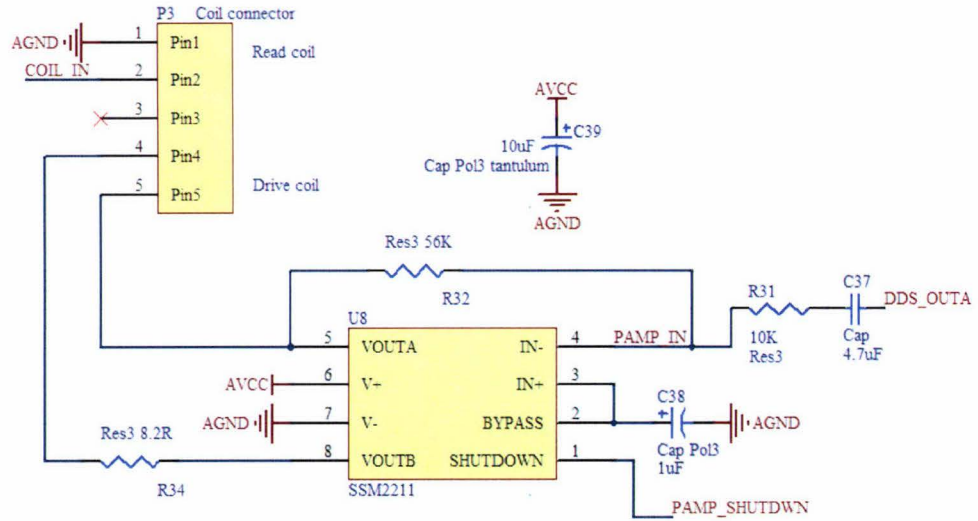 P3 Coil connector
AGND
1
Pin1
Read coil
COIL_IN
2
Pin2
3
Pin3
4
Pin4
5
Pin5
Drive coil
AVCC
C39
10uF
Cap Pol3 tantulum
AGND
Res3 56K
R32
R31
10K
Res3
C37
Cap
4.7uF
DDS_OUTA
U8
5
VOUTA
IN-
4
PAMP_IN
AVCC
6
V+
IN+
3
AGND
7
V-
BYPASS
2
C38
Cap Pol3
1uF
AGND
Res3 8.2R
R34
8
VOUTB
SHUTDOWN
1
SSM2211
PAMP_SHUTDWN